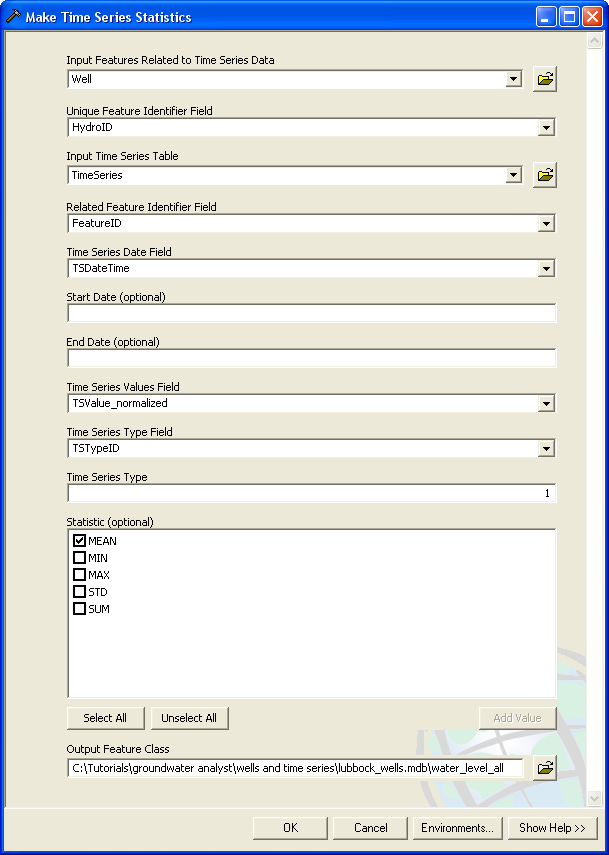 Make Time Series Statistics
Input Features Related to Time Series Data
Well
Unique Feature Identifier Field
HydroID
Input Time Series Table
TimeSeries
Related Feature Identifier Field
FeatureID
Time Series Date Field
TSDateTime
Start Date (optional)
End Date (optional)
Time Series Values Field
TSValue_normalized
Time Series Type Field
TSTypeID
Time Series Type
1
Statistic (optional)
MEAN
MIN
MAX
STD
SUM
Select All Unselect All Add Value
Output Feature Class
C:\Tutorials\groundwater analyst\wells and time series\lubbock_wells.mdb\water_level_all
OK Cancel Environments... Show Help >>